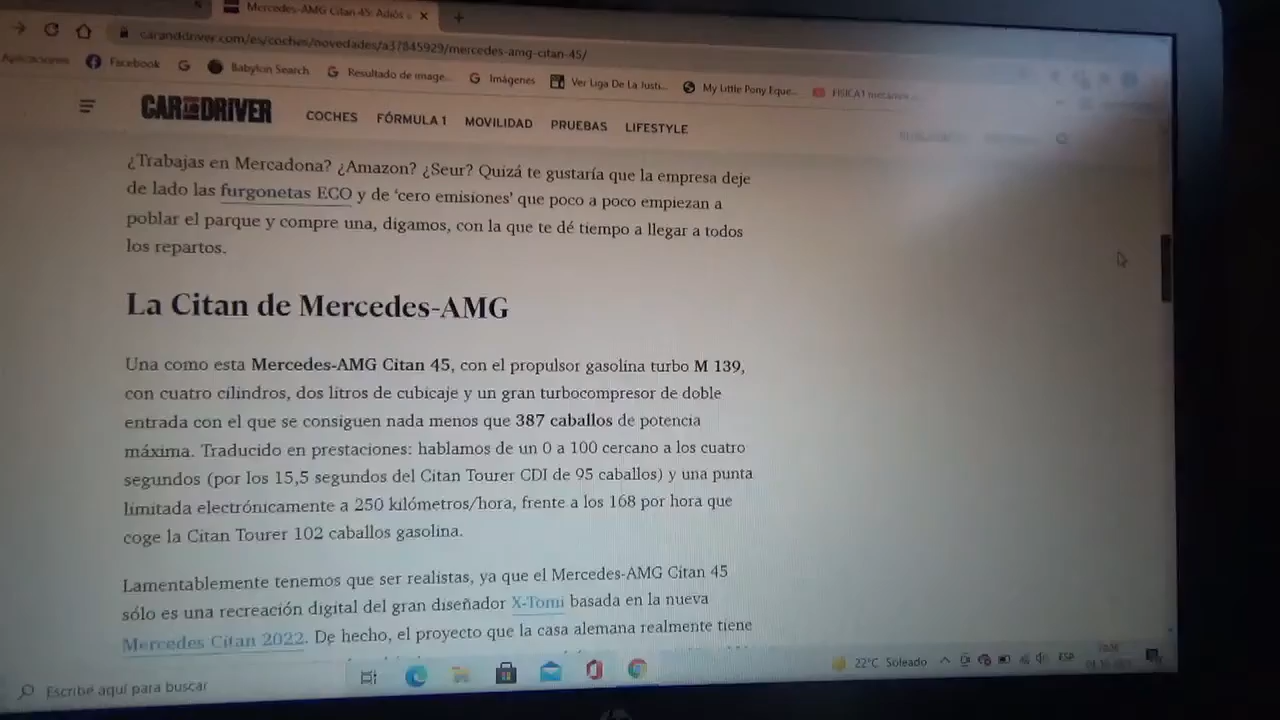 Mercedes-AMG Citan 45: Adiós
caranddriver.com/es/coches/novedades/a37845929/mercedes-amg-citan-45/
Aplicaciones
Facebook
Babylon Search
Resultado de image...
Imágenes
Ver Liga De La Justi...
My Little Pony Eque...
FISICA1
CAR AND DRIVER
COCHES FÓRMULA 1 MOVILIDAD PRUEBAS LIFESTYLE
¿Trabajas en Mercadona? ¿Amazon? ¿Seur? Quizá te gustaría que la empresa deje
de lado las furgonetas ECO y de ‘cero emisiones’ que poco a poco empiezan a
poblar el parque y compre una, digamos, con la que te dé tiempo a llegar a todos
los repartos.
La Citan de Mercedes-AMG
Una como esta Mercedes-AMG Citan 45, con el propulsor gasolina turbo M 139,
con cuatro cilindros, dos litros de cubicaje y un gran turbocompresor de doble
entrada con el que se consiguen nada menos que 387 caballos de potencia
máxima. Traducido en prestaciones: hablamos de un 0 a 100 cercano a los cuatro
segundos (por los 15,5 segundos del Citan Tourer CDI de 95 caballos) y una punta
limitada electrónicamente a 250 kilómetros/hora, frente a los 168 por hora que
coge la Citan Tourer 102 caballos gasolina.
Lamentablemente tenemos que ser realistas, ya que el Mercedes-AMG Citan 45
sólo es una recreación digital del gran diseñador X-Tomi basada en la nueva
Mercedes Citan 2022. De hecho, el proyecto que la casa alemana realmente tiene
22°C Soleado
ESP
Escribe aquí para buscar